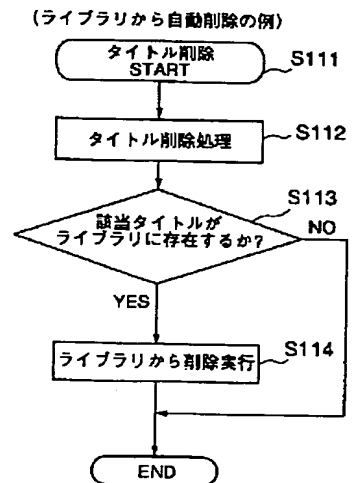 (ライブラリから自動削除の例)
タイトル削除
START
S111
タイトル削除処理
S112
S113
該当タイトルが
ライブラリに存在するか?
NO
YES
S114
ライブラリから削除実行
END